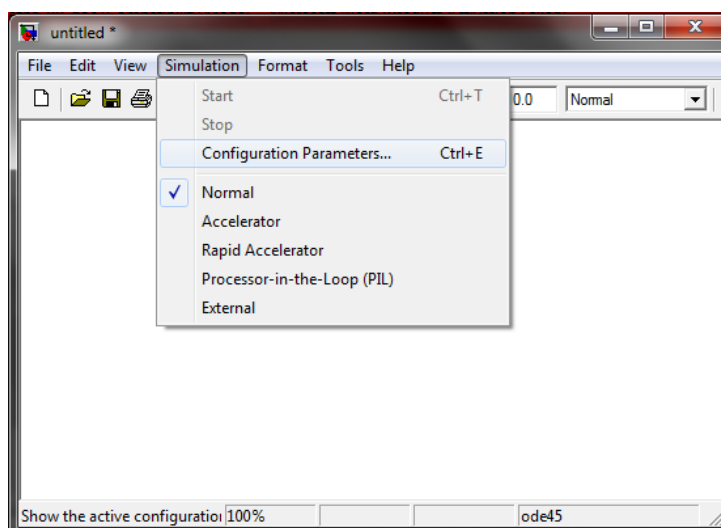 untitled *
File Edit View Simulation Format Tools Help
0.0 Normal
Start Ctrl+T
Stop
Configuration Parameters... Ctrl+E
Normal
Accelerator
Rapid Accelerator
Processor-in-the-Loop (PIL)
External
Show the active configuration 100% ode45